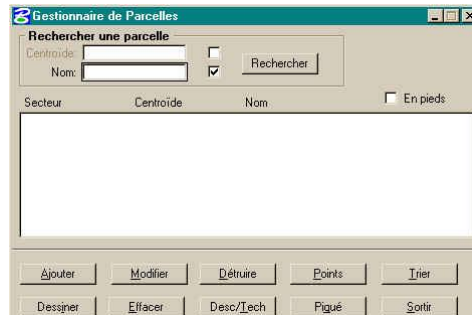 Gestionnaire de Parcelles
Rechercher une parcelle
Centroïde:
Nom:
Rechercher
Secteur Centroïde Nom En pieds
Ajouter Modifier Détruire Points Trier
Dessiner Effacer Desc/Tech Pigué Sortir